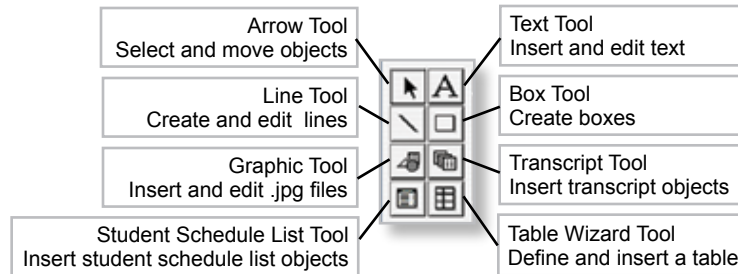 Arrow Tool
Select and move objects
Text Tool
Insert and edit text
Line Tool
Create and edit lines
Box Tool
Create boxes
Graphic Tool
Insert and edit .jpg files
Transcript Tool
Insert transcript objects
Student Schedule List Tool
Insert student schedule list objects
Table Wizard Tool
Define and insert a table
A